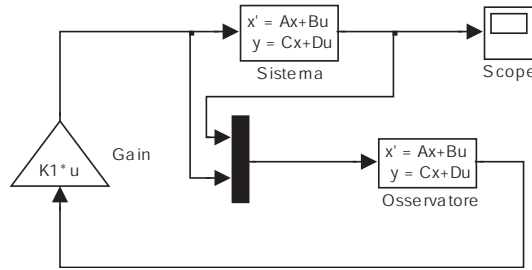 x' = Ax+Bu
y = Cx+Du
Sistema
Scope
Gain
K1* u
x' = Ax+Bu
y = Cx+Du
Osservatore